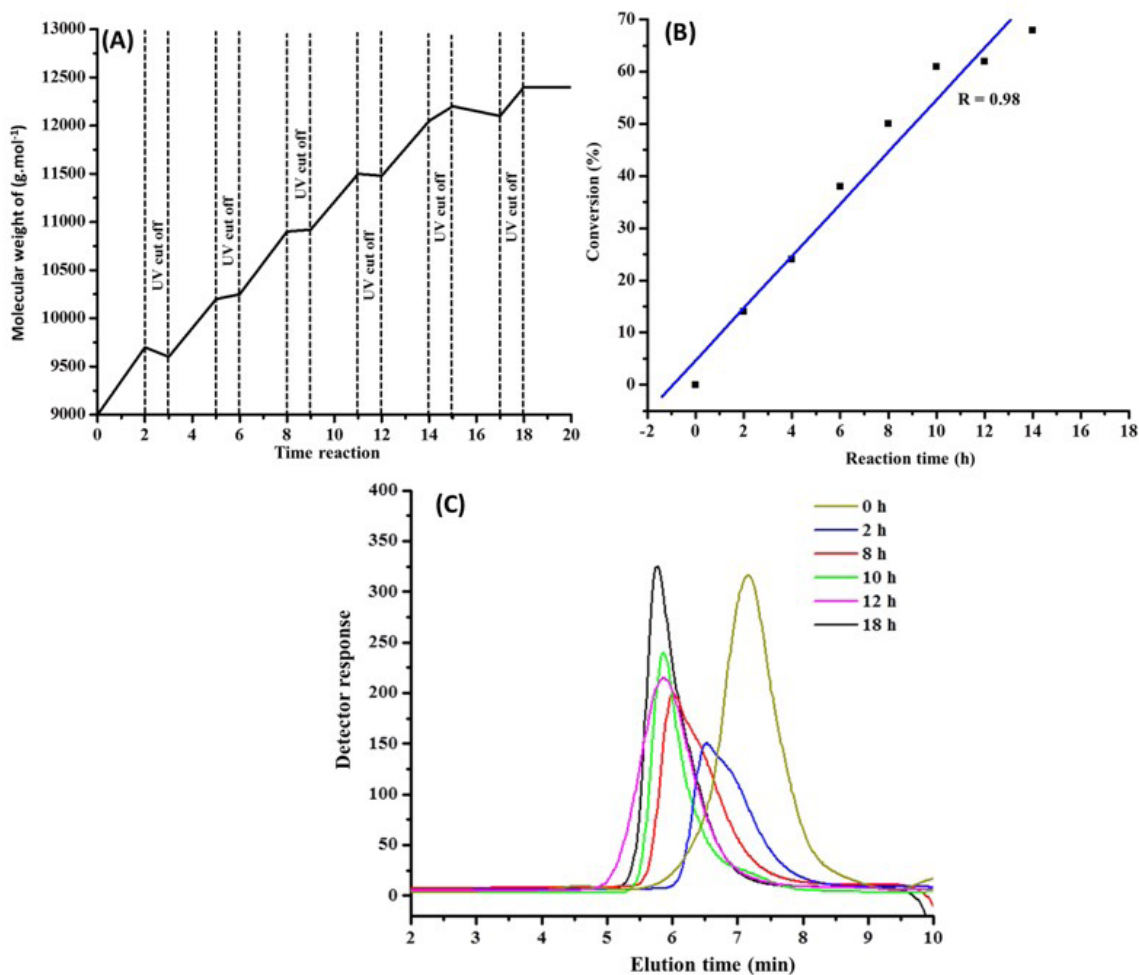 (A)
Molecular weight of (g.mol⁻¹)
13000
12500
12000
11500
11000
10500
10000
9500
9000
UV cut off
UV cut off
UV cut off
UV cut off
UV cut off
UV cut off
0 2 4 6 8 10 12 14 16 18 20
Time reaction
(B)
Conversion (%)
70
60
50
40
30
20
10
0
R = 0.98
-2 0 2 4 6 8 10 12 14 16 18
Reaction time (h)
(C)
Detector response
400
350
300
250
200
150
100
50
0
0 h
2 h
8 h
10 h
12 h
18 h
2 3 4 5 6 7 8 9 10
Elution time (min)